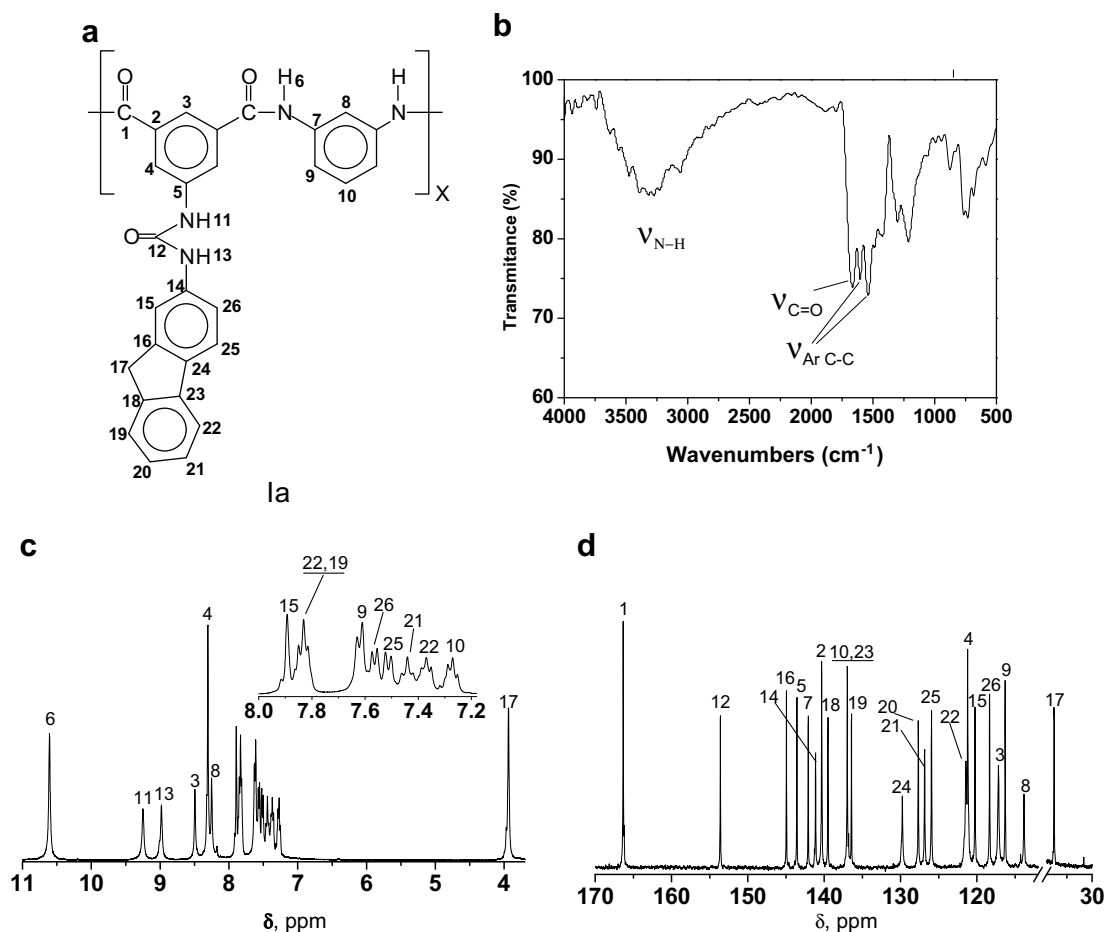 a
O
O
H
6
H
N
N
C
C
1
2
3
4
5
7
8
9
10
X
NH
11
O
12
NH
13
14
15
26
16
25
17
24
23
18
22
19
21
20
Ia
b
Transmitance (%)
100
90
80
70
60
νN–H
νC=O
νAr C-C
4000 3500 3000 2500 2000 1500 1000 500
Wavenumbers (cm-1)
c
22,19
15
9
26
21
25
22
10
8.0 7.8 7.6 7.4 7.2
6
11
13
3
4
8
17
11 10 9 8 7 6 5 4
δ, ppm
d
1
12
16
14
5
7
2
18
10,23
19
24
20
21
25
22
4
15
26
3
9
8
17
170 160 150 140 130 120 30
δ, ppm